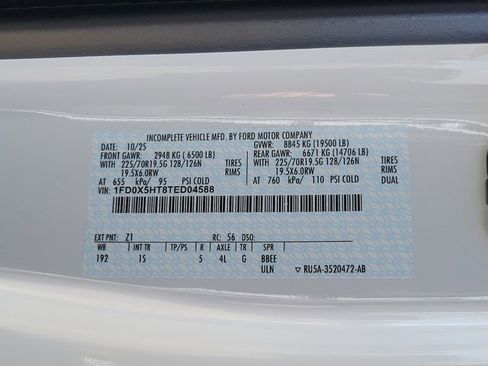 INCOMPLETE VEHICLE MFD. BY FORD MOTOR COMPANY
DATE: 10/25 GVWR: 8845 KG (19500 LB)
FRONT GAWR: 2948 KG ( 6500 LB) REAR GAWR: 6671 KG (14706 LB)
WITH 225/70R19.5G 128/126N TIRES WITH 225/70R19.5G 128/126N TIRES
19.5X6.0RW RIMS 19.5X6.0RW RIMS
AT 655 kPa/ 95 PSI COLD AT 760 kPa/ 110 PSI COLD DUAL
VIN: 1FD0X5HT8TED04588
EXT PNT: Z1 RC: 56 DSO:
WB INT TR TP/PS R AXLE TR SPR
192 1S 5 4L G BBEE
ULN ▽ RU5A-3520472-AB